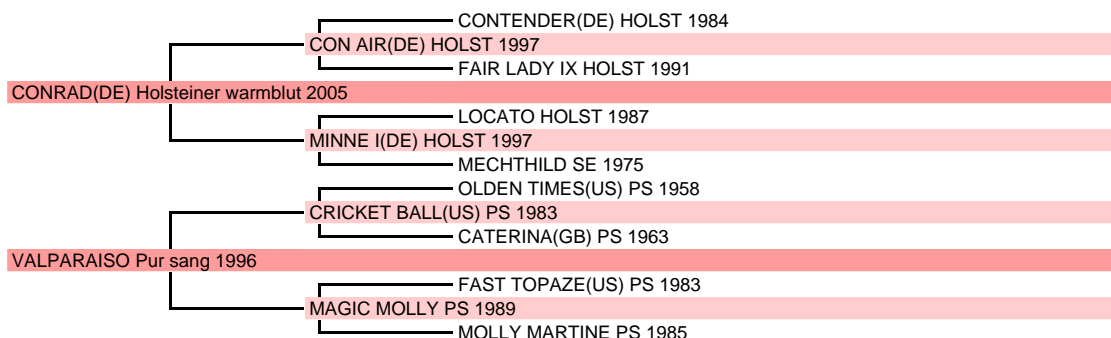 CONTENDER(DE) HOLST 1984
CON AIR(DE) HOLST 1997
FAIR LADY IX HOLST 1991
CONRAD(DE) Holsteiner warmblut 2005
LOCATO HOLST 1987
MINNE I(DE) HOLST 1997
MECHTHILD SE 1975
OLDEN TIMES(US) PS 1958
CRICKET BALL(US) PS 1983
CATERINA(GB) PS 1963
VALPARAISO Pur sang 1996
FAST TOPAZE(US) PS 1983
MAGIC MOLLY PS 1989
MOLLY MARTINE PS 1985